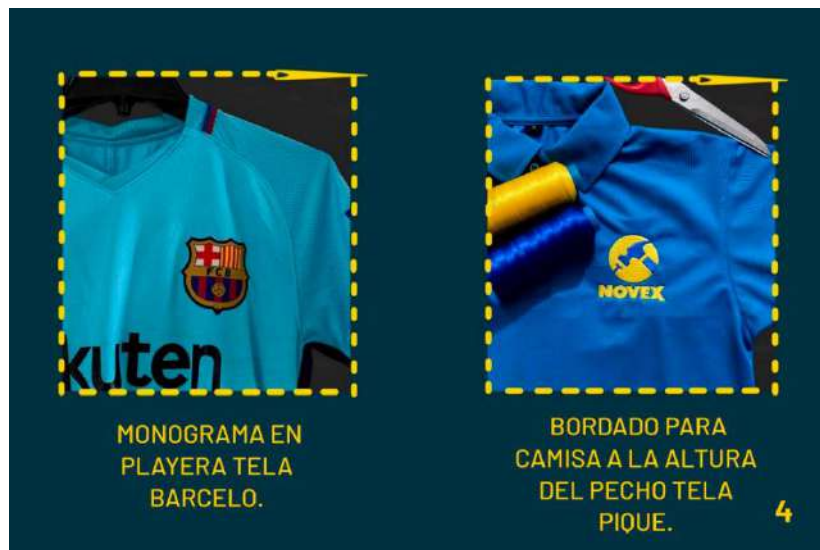 FCB
kuten
NOVEX
MONOGRAMA EN
PLAYERA TELA
BARCELO.
BORDADO PARA
CAMISA A LA ALTURA
DEL PECHO TELA
PIQUE.
4